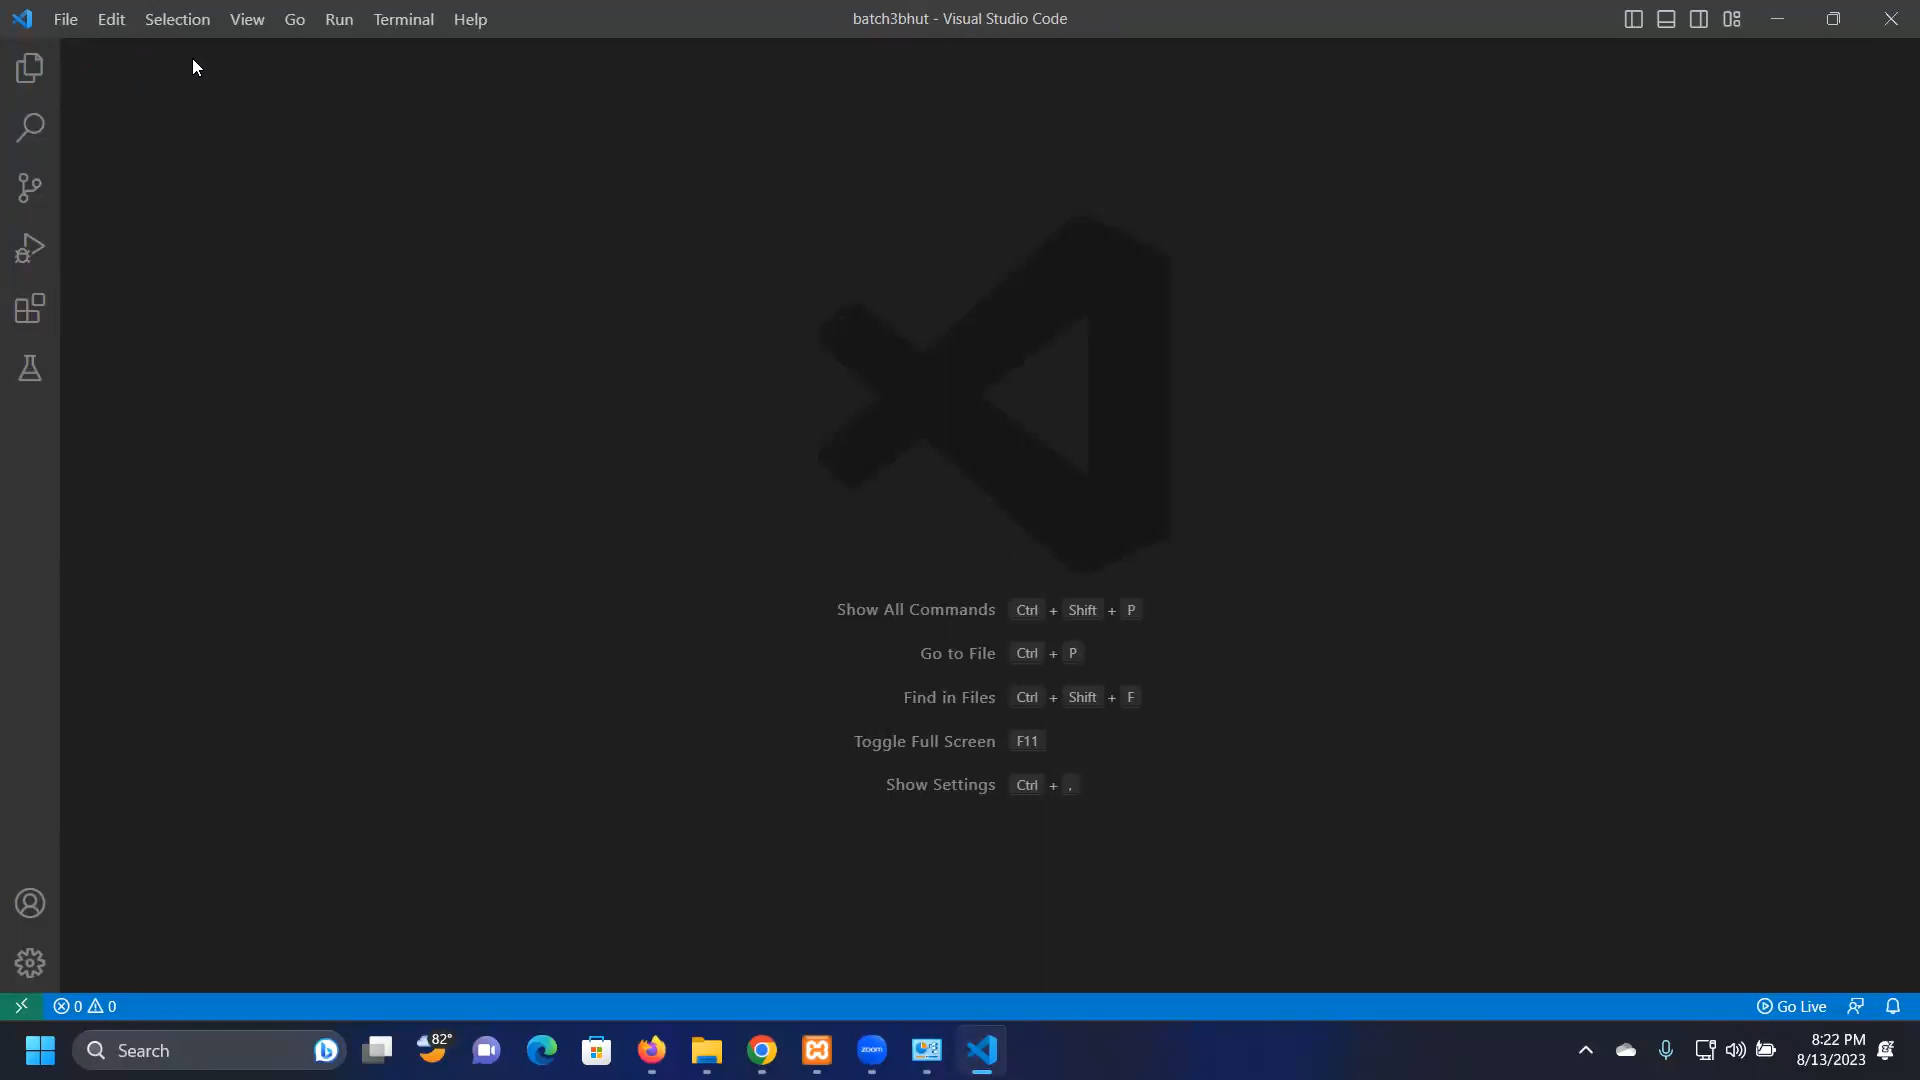 File Edit Selection View Go Run Terminal Help
batch3bhut - Visual Studio Code
Show All Commands Ctrl + Shift + P
Go to File Ctrl + P
Find in Files Ctrl + Shift + F
Toggle Full Screen F11
Show Settings Ctrl + ,
0 0
Go Live
Search
82°
zoom
8:22 PM
8/13/2023